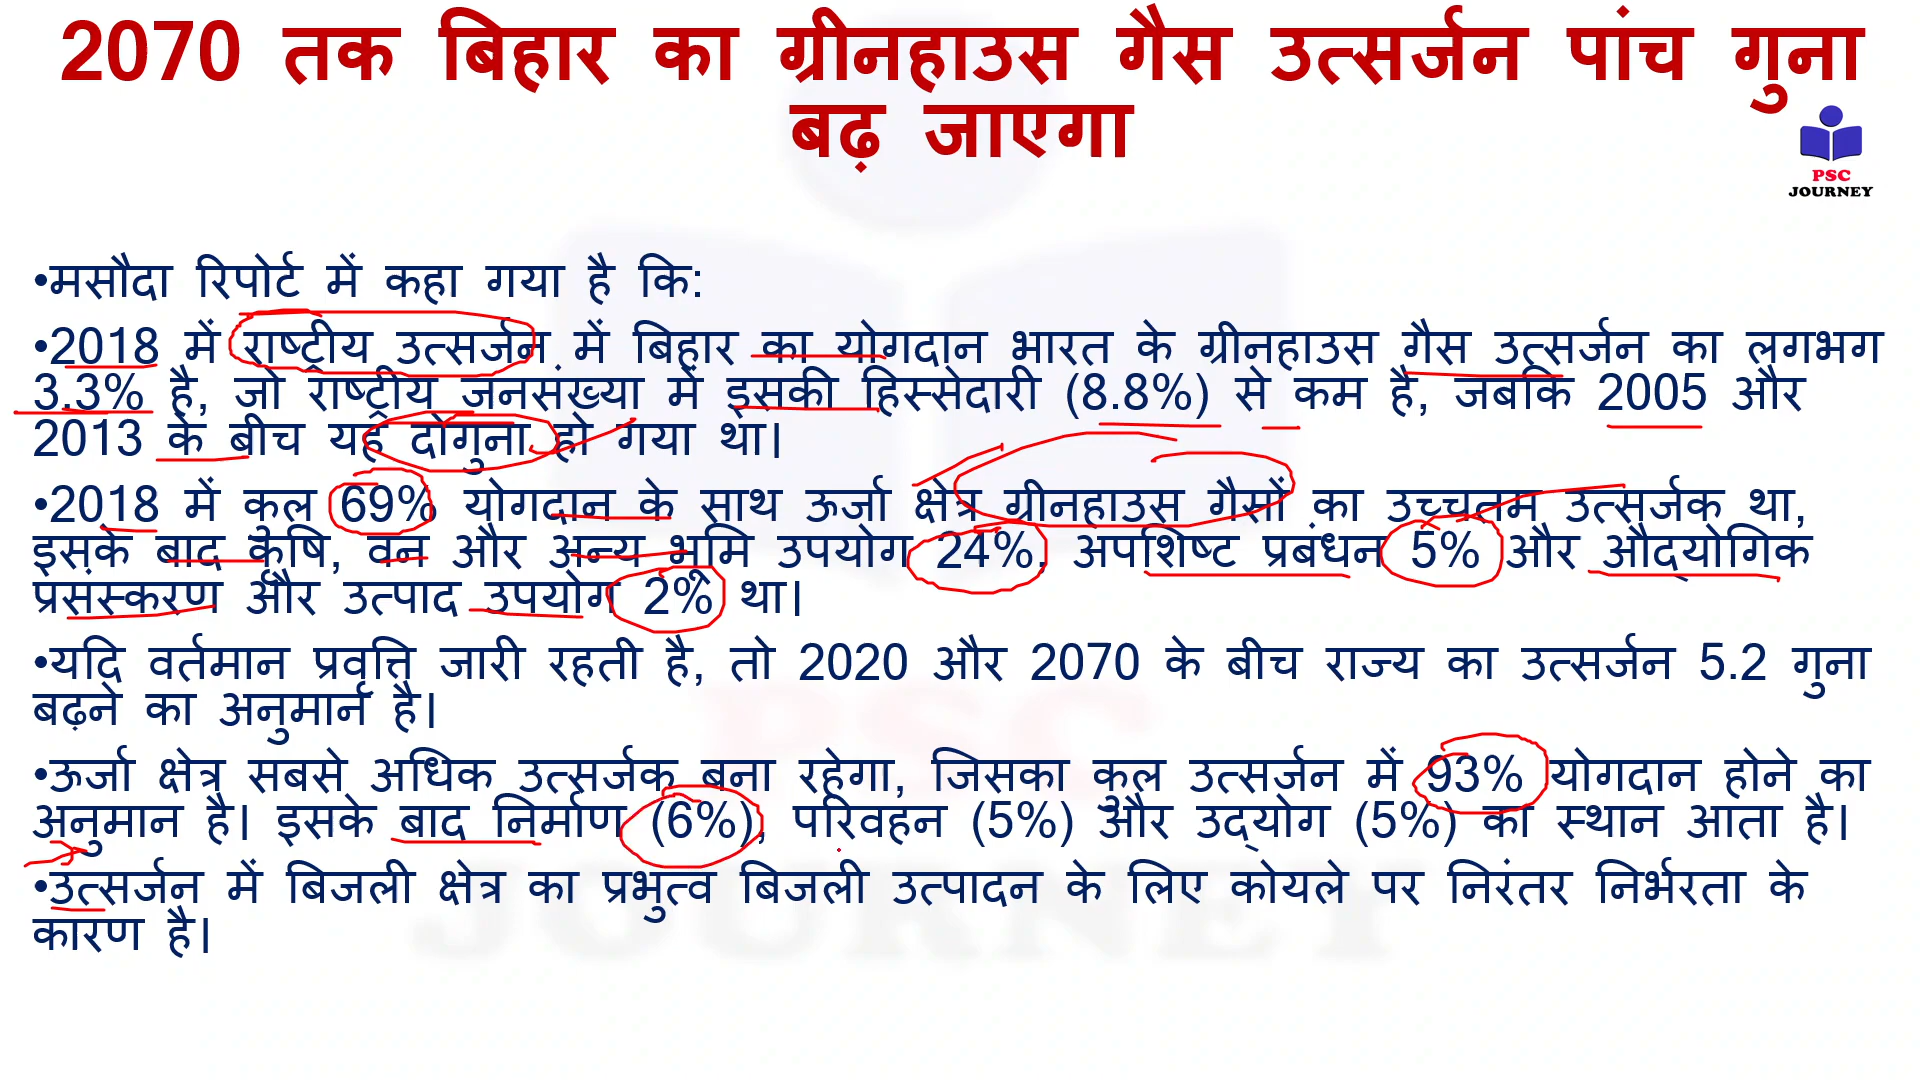 2070 तक बिहार का ग्रीनहाउस गैस उत्सर्जन पांच गुना
बढ़ जाएगा
PSC
JOURNEY
•मसौदा रिपोर्ट में कहा गया है कि:
•2018 में राष्ट्रीय उत्सर्जन में बिहार का योगदान भारत के ग्रीनहाउस गैस उत्सर्जन का लगभग
3.3% है, जो राष्ट्रीय जनसंख्या में इसकी हिस्सेदारी (8.8%) से कम है, जबकि 2005 और
2013 के बीच यह दोगुना हो गया था।
•2018 में कुल 69% योगदान के साथ ऊर्जा क्षेत्र ग्रीनहाउस गैसों का उच्चतम उत्सर्जक था,
इसके बाद कृषि, वन और अन्य भूमि उपयोग 24%, अपशिष्ट प्रबंधन 5% और औद्योगिक
प्रसंस्करण और उत्पाद उपयोग 2% था।
•यदि वर्तमान प्रवृत्ति जारी रहती है, तो 2020 और 2070 के बीच राज्य का उत्सर्जन 5.2 गुना
बढ़ने का अनुमान है।
•ऊर्जा क्षेत्र सबसे अधिक उत्सर्जक बना रहेगा, जिसका कुल उत्सर्जन में 93% योगदान होने का
अनुमान है। इसके बाद निर्माण (6%), परिवहन (5%) और उद्योग (5%) का स्थान आता है।
•उत्सर्जन में बिजली क्षेत्र का प्रभुत्व बिजली उत्पादन के लिए कोयले पर निरंतर निर्भरता के
कारण है।
PSC
JOURNEY